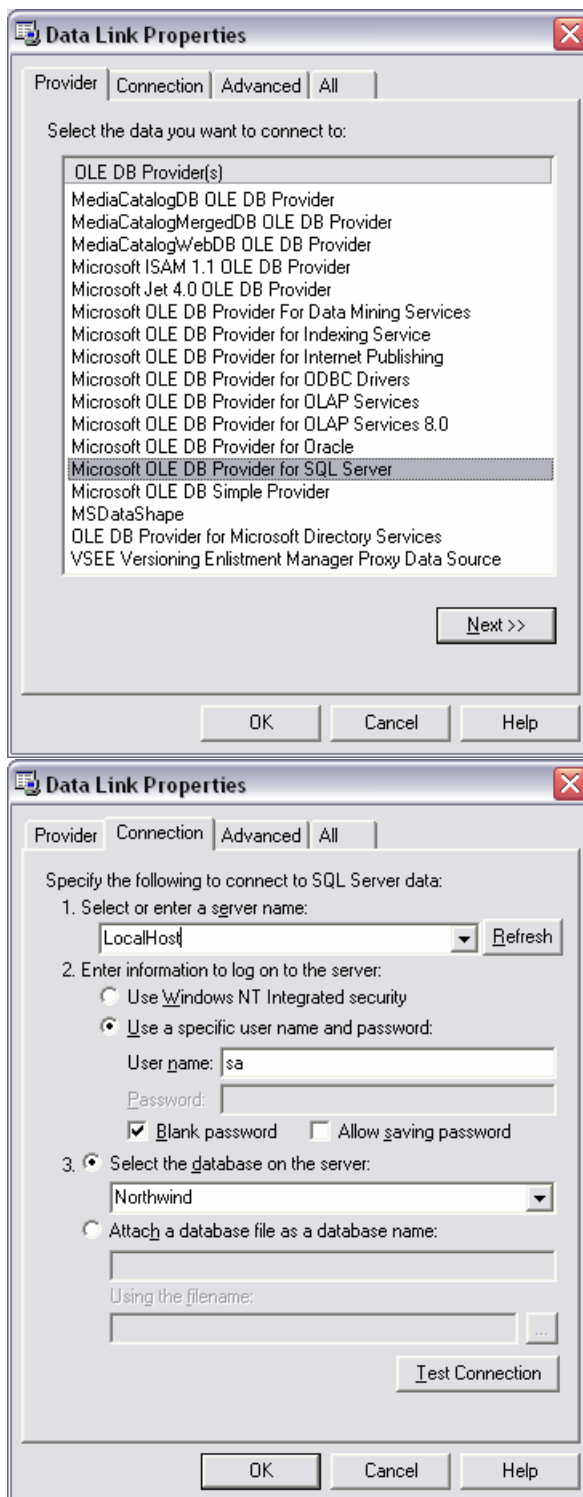 Data Link Properties
Provider Connection Advanced All
Select the data you want to connect to:
OLE DB Provider(s)
MediaCatalogDB OLE DB Provider
MediaCatalogMergedDB OLE DB Provider
MediaCatalogWebDB OLE DB Provider
Microsoft ISAM 1.1 OLE DB Provider
Microsoft Jet 4.0 OLE DB Provider
Microsoft OLE DB Provider For Data Mining Services
Microsoft OLE DB Provider for Indexing Service
Microsoft OLE DB Provider for Internet Publishing
Microsoft OLE DB Provider for ODBC Drivers
Microsoft OLE DB Provider for OLAP Services
Microsoft OLE DB Provider for OLAP Services 8.0
Microsoft OLE DB Provider for Oracle
Microsoft OLE DB Provider for SQL Server
Microsoft OLE DB Simple Provider
MSDataShape
OLE DB Provider for Microsoft Directory Services
VSEE Versioning Enlistment Manager Proxy Data Source
Next >>
OK Cancel Help
Data Link Properties
Provider Connection Advanced All
Specify the following to connect to SQL Server data:
1. Select or enter a server name:
LocalHost Refresh
2. Enter information to log on to the server:
Use Windows NT Integrated security
Use a specific user name and password:
User name: sa
Password:
Blank password Allow saving password
3. Select the database on the server:
Northwind
Attach a database file as a database name:
Using the filename:
...
Test Connection
OK Cancel Help